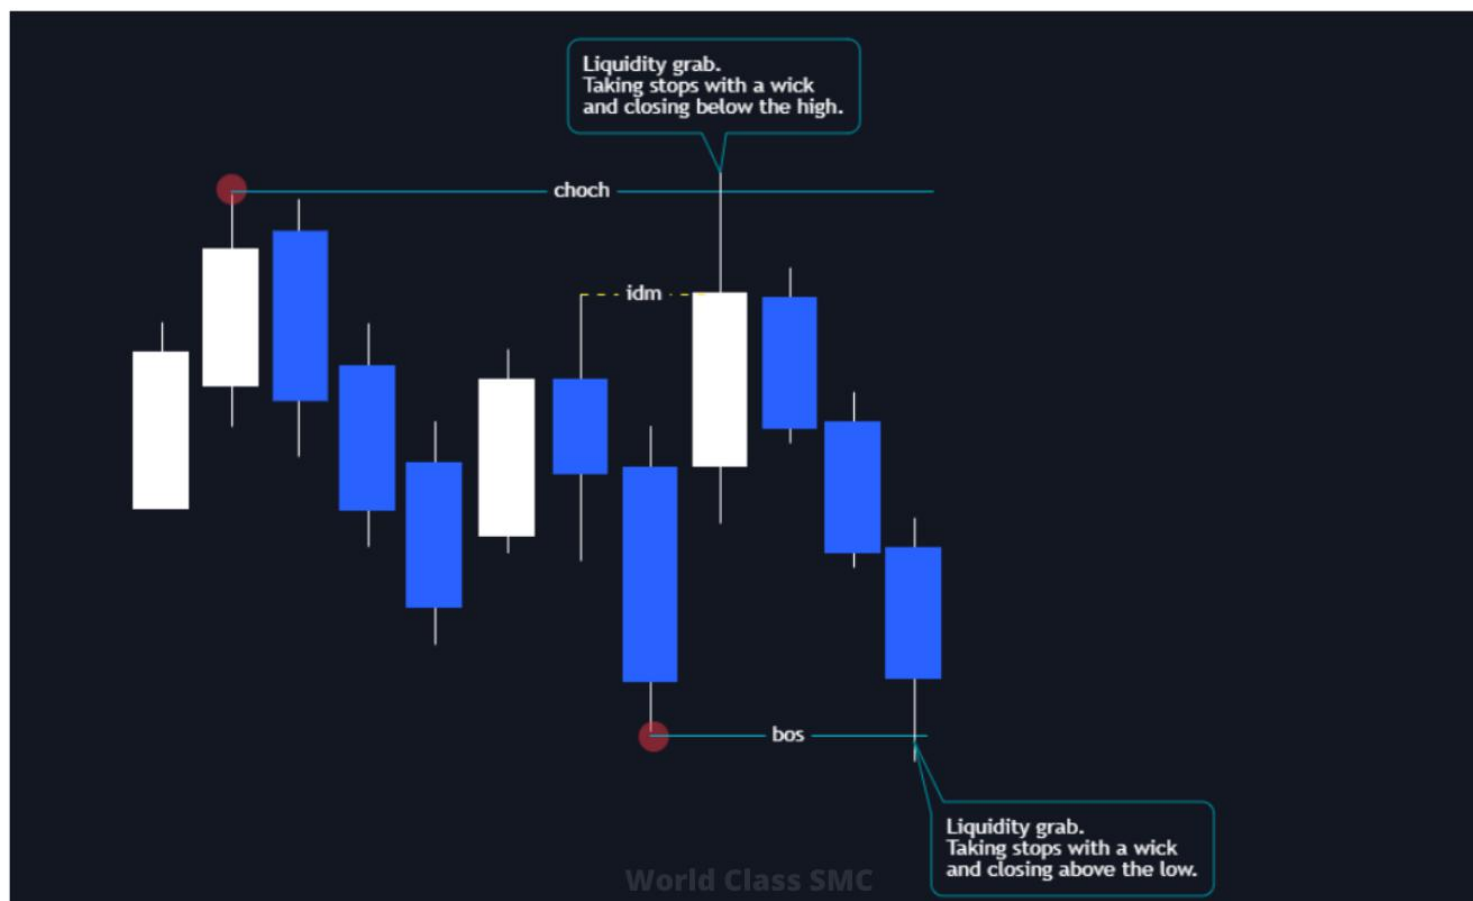 Liquidity grab.
Taking stops with a wick
and closing below the high.
choch
idm
bos
Liquidity grab.
Taking stops with a wick
and closing above the low.
World Class SMC